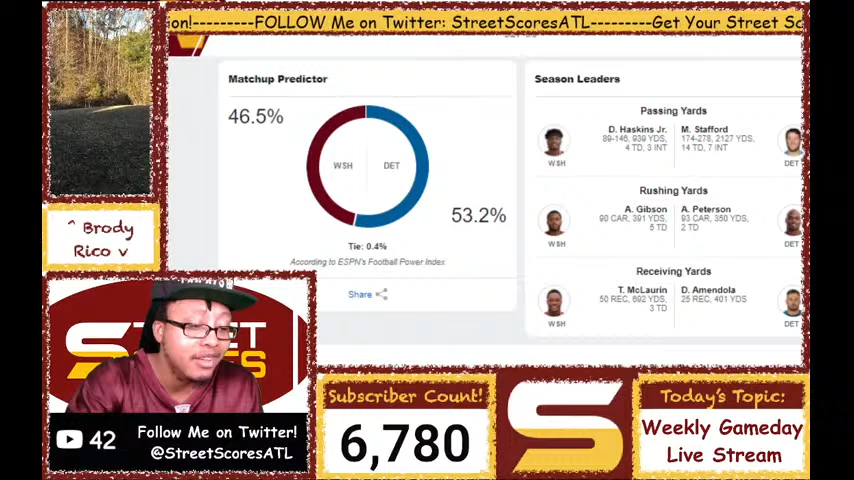 ion!---------FOLLOW Me on Twitter: StreetScoresATL---------Get Your Street Sc
Matchup Predictor
46.5%
WSH
DET
53.2%
Tie: 0.4%
According to ESPN's Football Power Index
Share
Season Leaders
Passing Yards
D. Haskins Jr.
89-146, 939 YDS,
4 TD, 3 INT
M. Stafford
174-278, 2127 YDS,
14 TD, 7 INT
WSH
DET
Rushing Yards
A. Gibson
90 CAR, 391 YDS,
5 TD
A. Peterson
93 CAR, 350 YDS,
2 TD
WSH
DET
Receiving Yards
T. McLaurin
50 REC, 692 YDS,
3 TD
D. Amendola
25 REC, 401 YDS
WSH
DET
^ Brody
Rico v
42
Follow Me on Twitter!
@StreetScoresATL
Subscriber Count!
6,780
S
Today's Topic:
Weekly Gameday
Live Stream